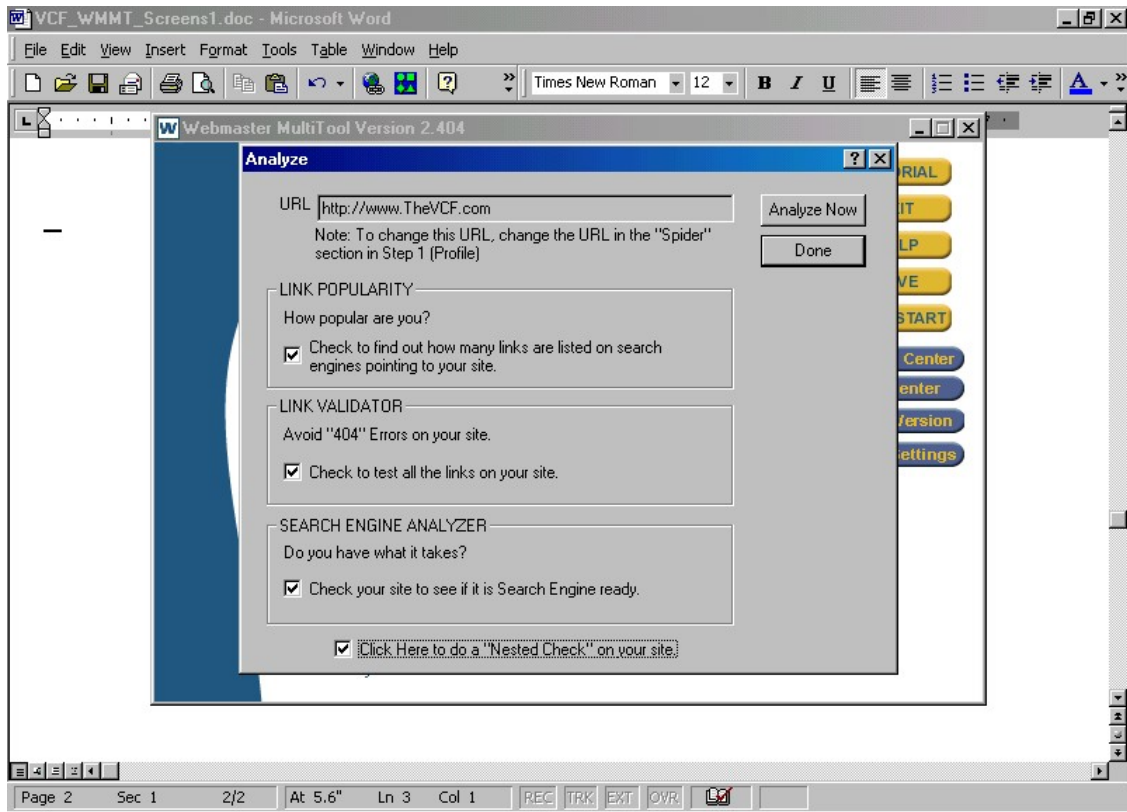 VCF_WMMT_Screens1.doc - Microsoft Word
File Edit View Insert Format Tools Table Window Help
Times New Roman 12 B I U A
Webmaster MultiTool Version 2.404
Analyze
URL http://www.TheVCF.com
Analyze Now
Note: To change this URL, change the URL in the "Spider"
section in Step 1 (Profile)
Done
LINK POPULARITY
How popular are you?
Check to find out how many links are listed on search
engines pointing to your site.
LINK VALIDATOR
Avoid "404" Errors on your site.
Check to test all the links on your site.
SEARCH ENGINE ANALYZER
Do you have what it takes?
Check your site to see if it is Search Engine ready.
Click Here to do a "Nested Check" on your site.
RIAL
IT
LP
VE
START
Center
enter
Version
ettings
Page 2 Sec 1 2/2 At 5.6" Ln 3 Col 1 REC TRK EXT OVR